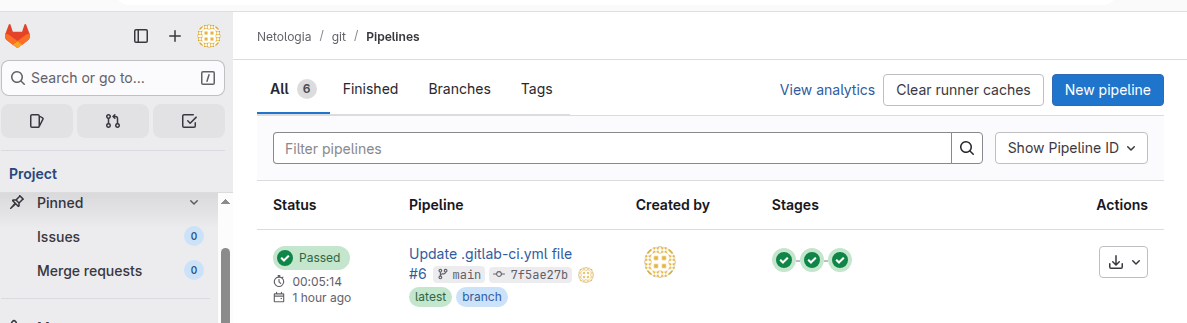 Netologia / git / Pipelines
Search or go to... /
Project
Pinned
Issues 0
Merge requests 0
All 6 Finished Branches Tags
View analytics Clear runner caches New pipeline
Filter pipelines Show Pipeline ID
Status Pipeline Created by Stages Actions
Passed
00:05:14
1 hour ago
Update .gitlab-ci.yml file
#6 main 7f5ae27b
latest branch